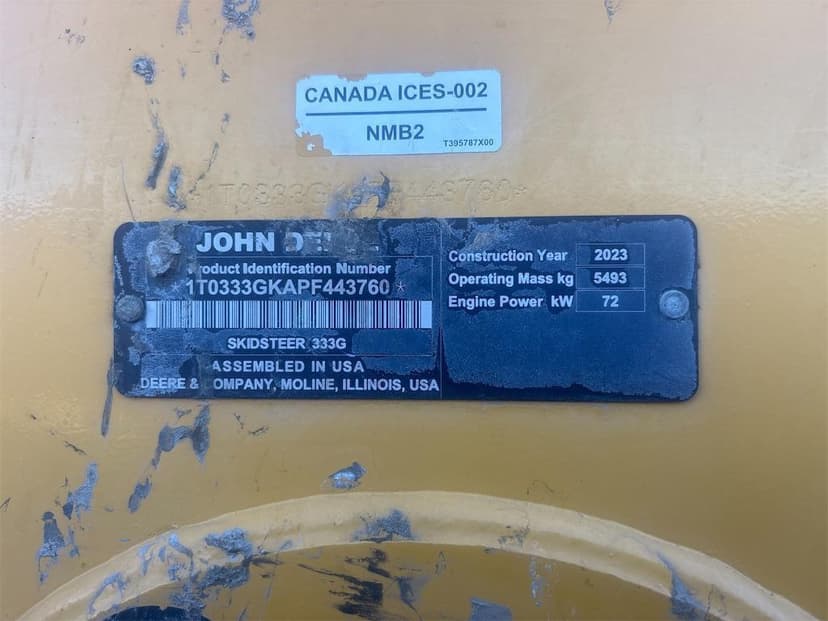 CANADA ICES-002
NMB2
T395787X00
JOHN
Product Identification Number
*1T0333GKAPF443760*
SKIDSTEER 333G
ASSEMBLED IN USA
DEERE & COMPANY, MOLINE, ILLINOIS, USA
Construction Year 2023
Operating Mass kg 5493
Engine Power kW 72